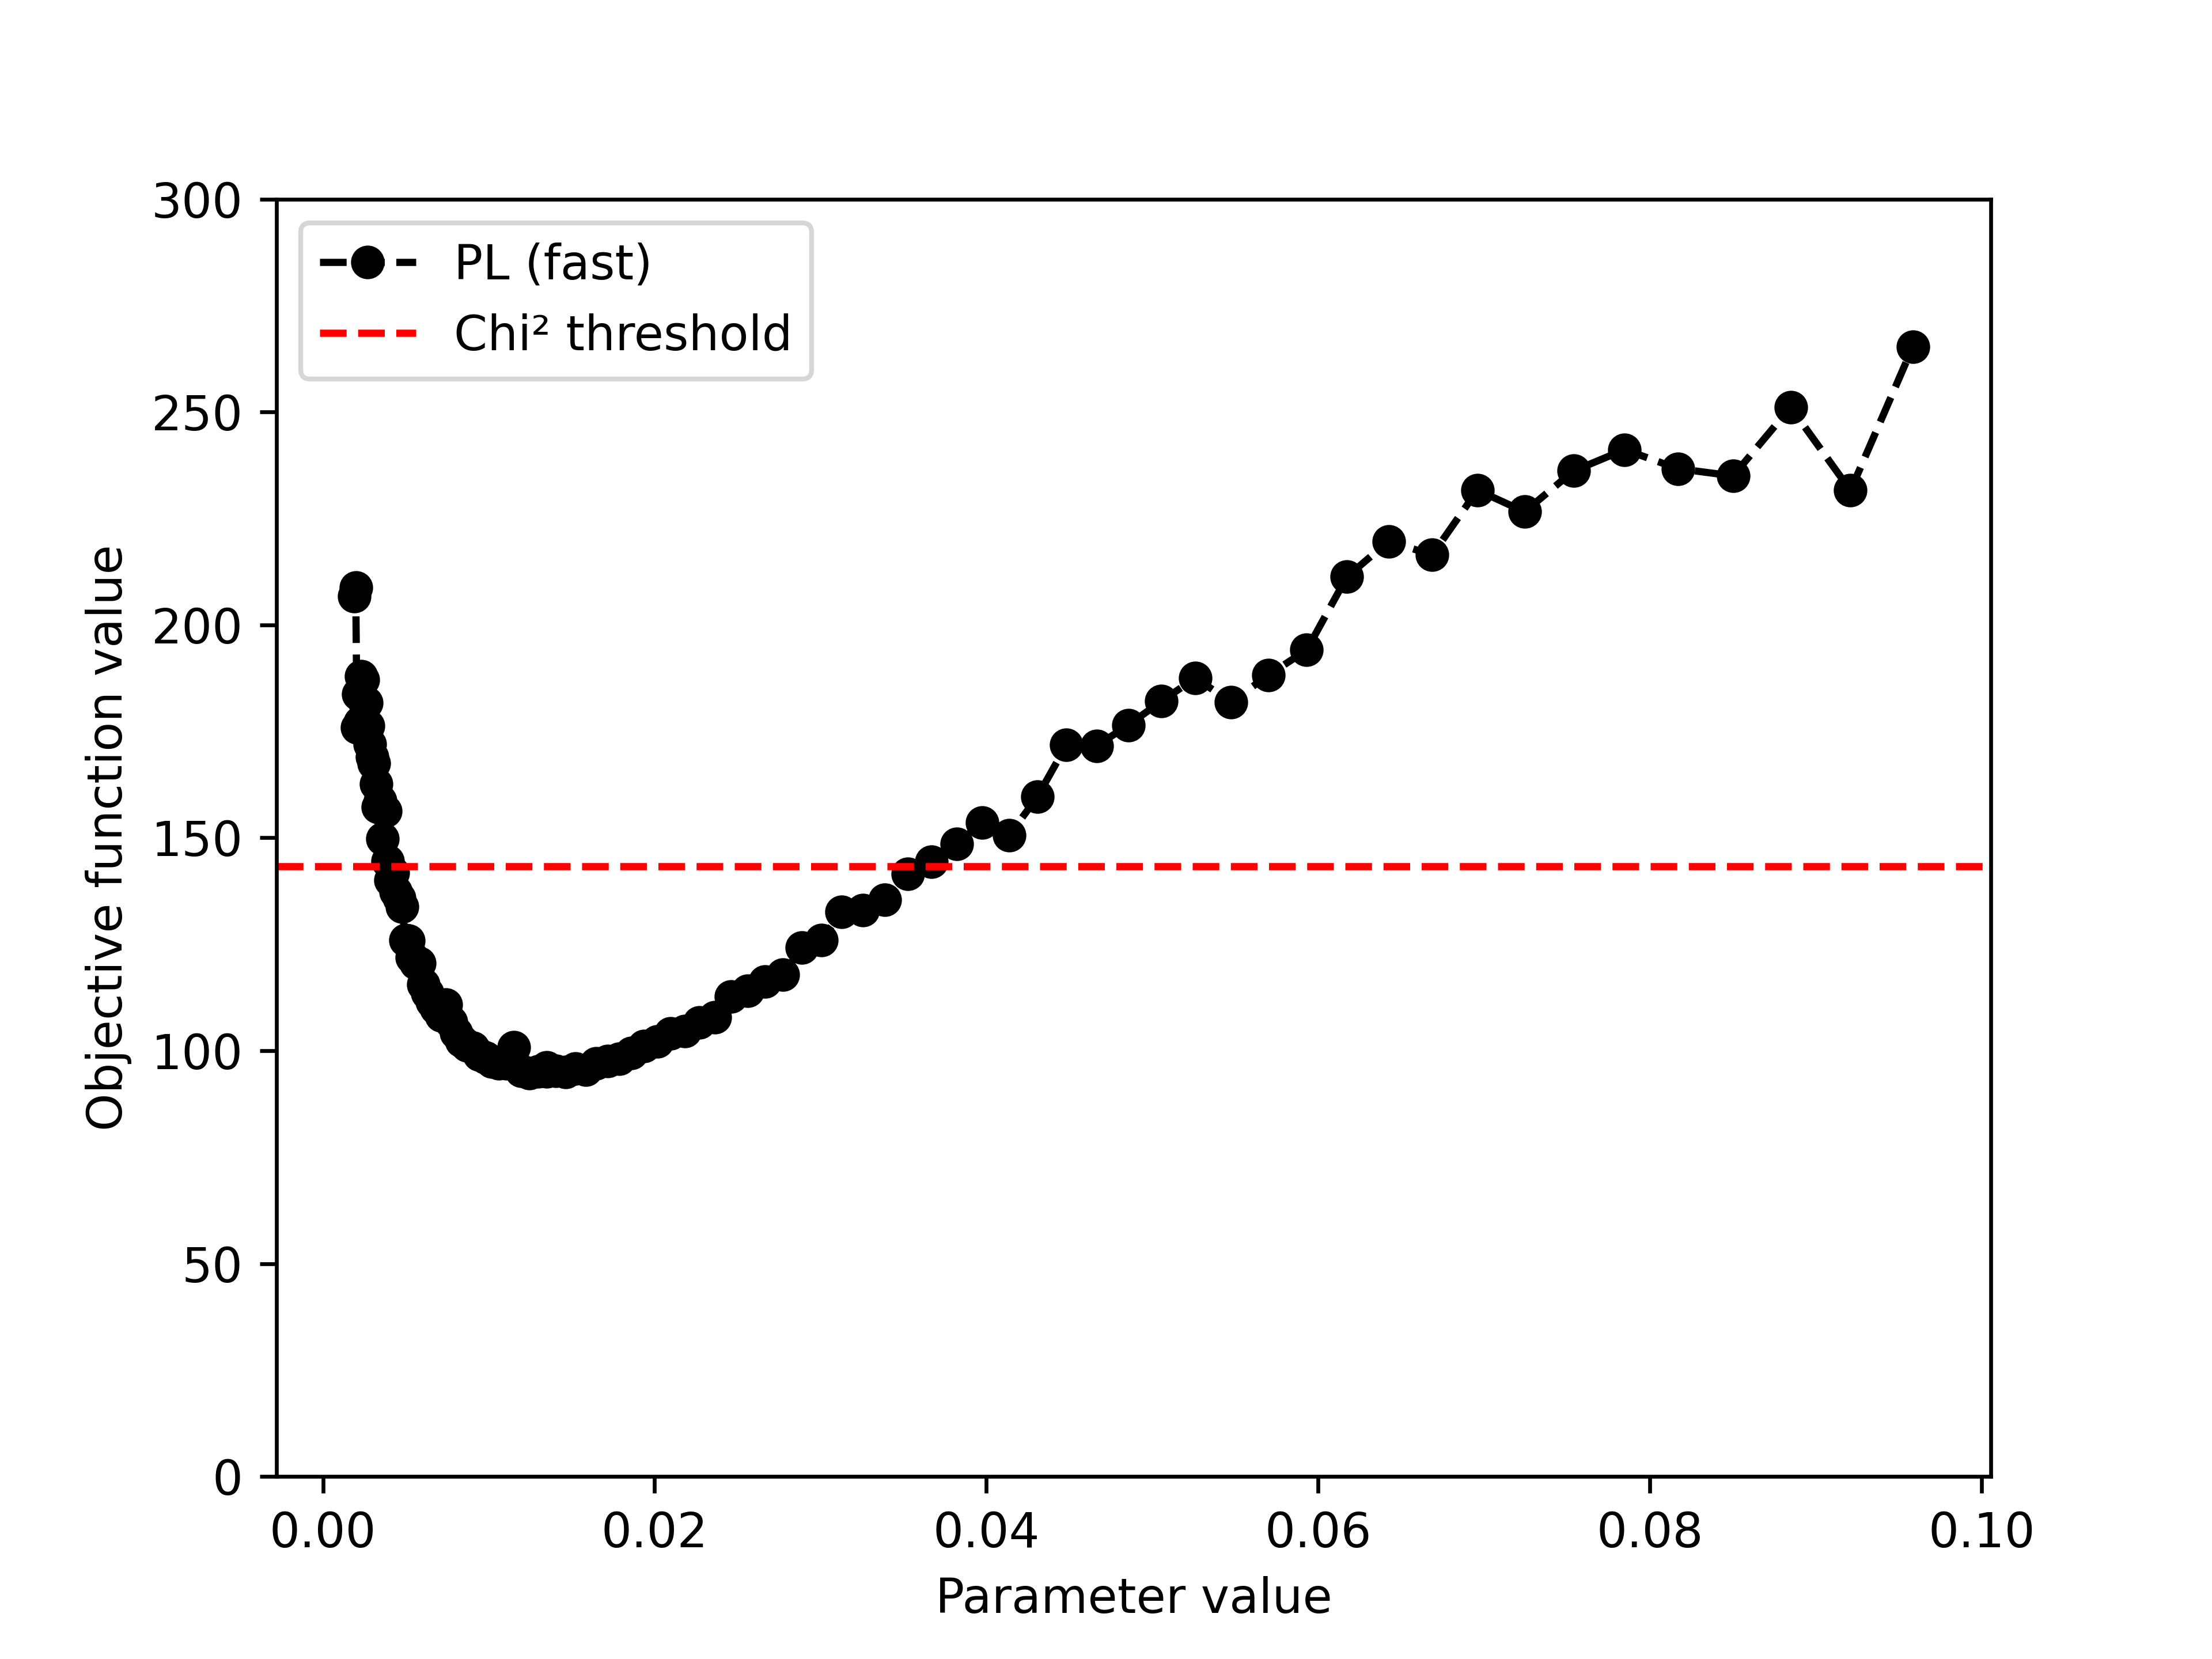 300
250
200
150
100
50
0
Objective function value
PL (fast)
Chi² threshold
0.00 0.02 0.04 0.06 0.08 0.10
Parameter value